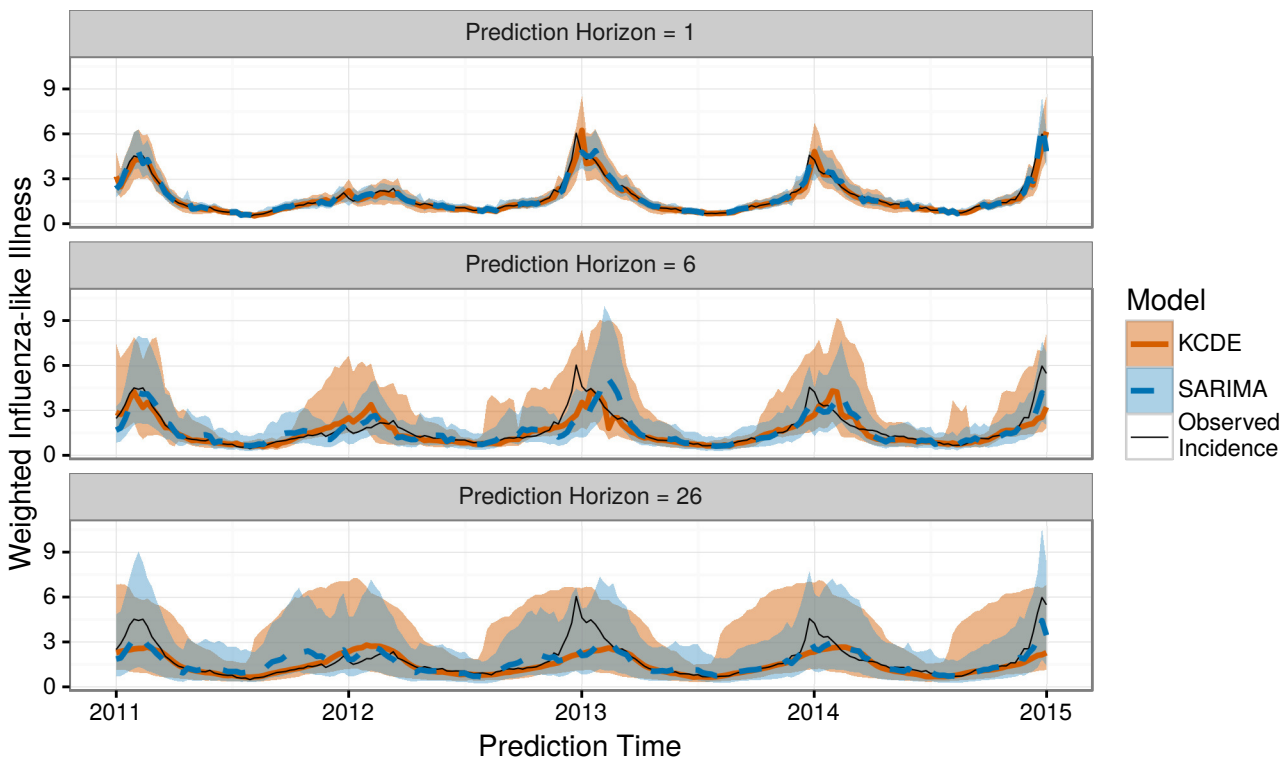 Prediction Horizon = 1
9
6
3
0
Prediction Horizon = 6
9
6
3
0
Prediction Horizon = 26
9
6
3
0
2011 2012 2013 2014 2015
Prediction Time
Weighted Influenza-like Illness
Model
KCDE
SARIMA
Observed
Incidence